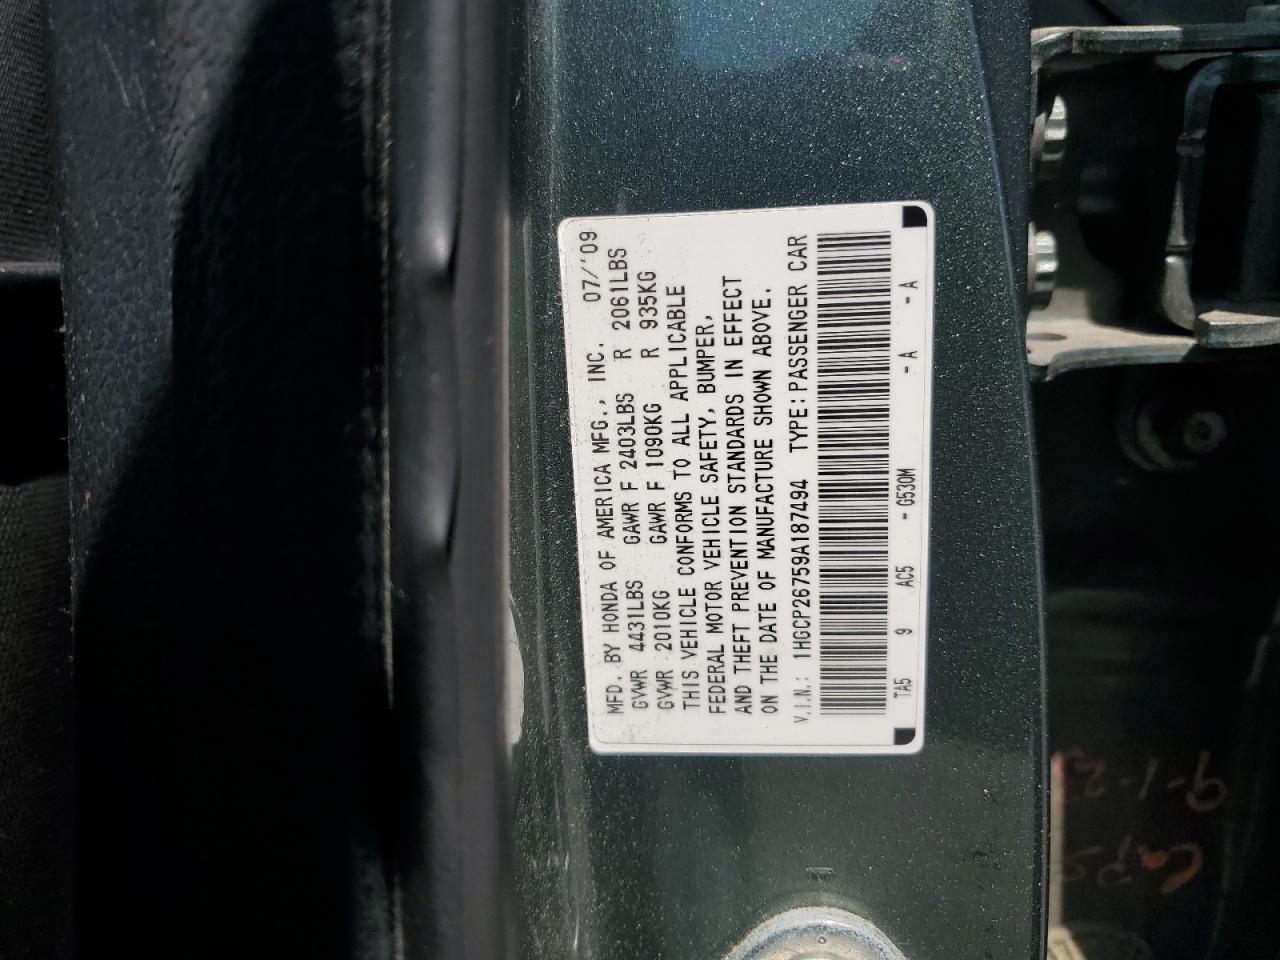 MFD. BY HONDA OF AMERICA MFG., INC. 07/'09
GVWR 4431LBS GAWR F 2403LBS R 2061LBS
GVWR 2010KG GAWR F 1090KG R 935KG
THIS VEHICLE CONFORMS TO ALL APPLICABLE
FEDERAL MOTOR VEHICLE SAFETY, BUMPER,
AND THEFT PREVENTION STANDARDS IN EFFECT
ON THE DATE OF MANUFACTURE SHOWN ABOVE.
V.I.N.: 1HGCP26759A187494 TYPE:PASSENGER CAR
TA5 9 AC5 - G530M - A - A